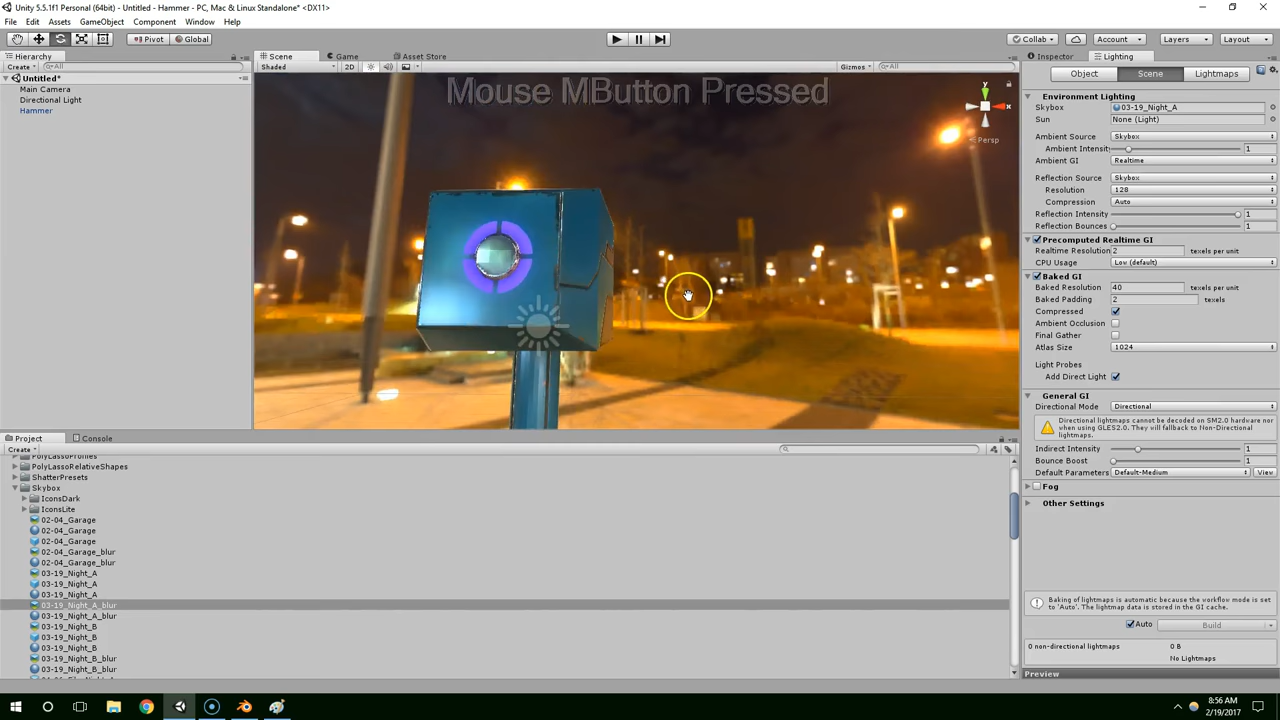 Unity 5.5.1f1 Personal (64bit) - Untitled - Hammer - PC, Mac & Linux Standalone* <DX11>
File Edit Assets GameObject Component Window Help
Pivot Global Collab Account Layers Layout
Hierarchy Scene Game Asset Store Inspector Lighting
Create All Shaded 2D Gizmos All Object Scene Lightmaps
Untitled*
Main Camera
Directional Light
Hammer
Mouse MButton Pressed
y
x
Persp
Environment Lighting
Skybox 03-19_Night_A
Sun None (Light)
Ambient Source Skybox
Ambient Intensit 1
Ambient GI Realtime
Reflection Source Skybox
Resolution 128
Compression Auto
Reflection Intensity 1
Reflection Bounces 1
Precomputed Realtime GI
Realtime Resolution 2 texels per unit
CPU Usage Low (default)
Baked GI
Baked Resolution 40 texels per unit
Baked Padding 2 texels
Compressed
Ambient Occlusion
Final Gather
Atlas Size 1024
Light Probes
Add Direct Light
General GI
Directional Mode Directional
Directional lightmaps cannot be decoded on SM2.0 hardware nor
when using GLES2.0. They will fallback to Non-Directional
lightmaps.
Indirect Intensity 1
Bounce Boost 1
Default Parameters Default-Medium View
Fog
Other Settings
Baking of lightmaps is automatic because the workflow mode is set
to 'Auto'. The lightmap data is stored in the GI cache.
Auto Build
0 non-directional lightmaps 0 B
No Lightmaps
Preview
Project Console
Create
PolyLassoProfiles
PolyLassoRelativeShapes
ShatterPresets
Skybox
IconsDark
IconsLite
02-04_Garage
02-04_Garage
02-04_Garage
02-04_Garage_blur
02-04_Garage_blur
03-19_Night_A
03-19_Night_A
03-19_Night_A
03-19_Night_A_blur
03-19_Night_A_blur
03-19_Night_B
03-19_Night_B
03-19_Night_B
03-19_Night_B_blur
03-19_Night_B_blur
8:56 AM
2/19/2017